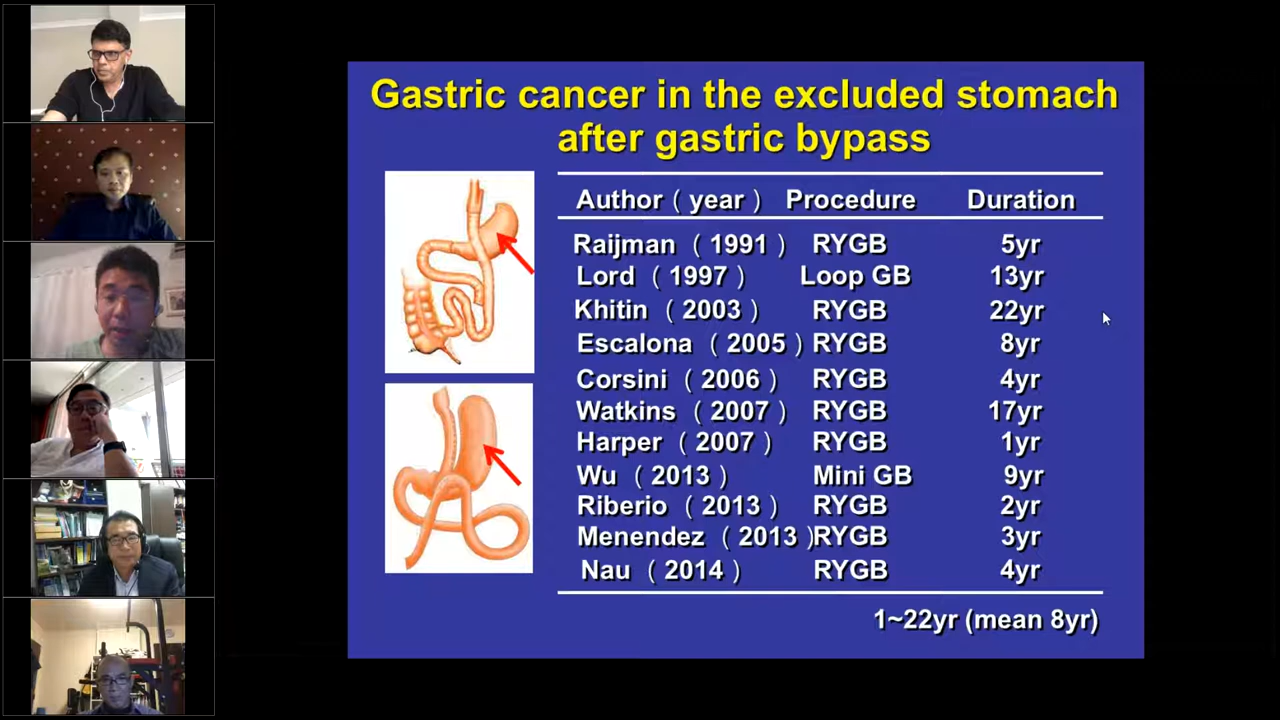 Gastric cancer in the excluded stomach
after gastric bypass
Author ( year ) Procedure Duration
Raijman ( 1991 ) RYGB 5yr
Lord ( 1997 ) Loop GB 13yr
Khitin ( 2003 ) RYGB 22yr
Escalona ( 2005 ) RYGB 8yr
Corsini ( 2006 ) RYGB 4yr
Watkins ( 2007 ) RYGB 17yr
Harper ( 2007 ) RYGB 1yr
Wu ( 2013 ) Mini GB 9yr
Riberio ( 2013 ) RYGB 2yr
Menendez ( 2013 ) RYGB 3yr
Nau ( 2014 ) RYGB 4yr
1~22yr (mean 8yr)